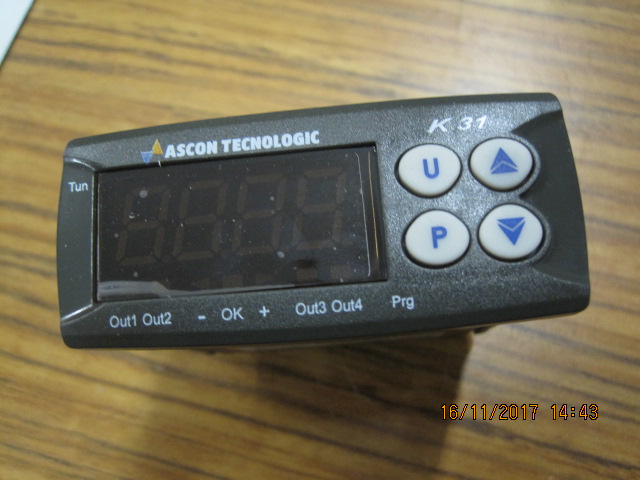 K 31
ASCON TECNOLOGIC
Tun
U
P
Out1 Out2 - OK + Out3 Out4 Prg
16/11/2017 14:43